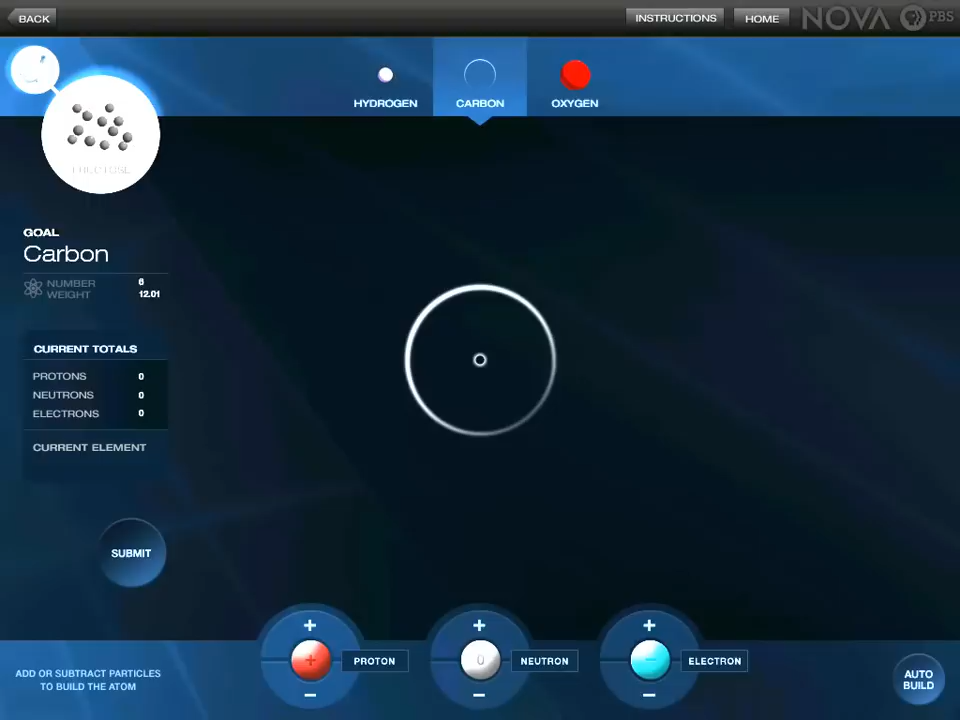 BACK
INSTRUCTIONS
HOME
NOVA PBS
HYDROGEN
CARBON
OXYGEN
FRUCTOSE
GOAL
Carbon
NUMBER 6
WEIGHT 12.01
CURRENT TOTALS
PROTONS 0
NEUTRONS 0
ELECTRONS 0
CURRENT ELEMENT
SUBMIT
+ + +
+ PROTON
0 NEUTRON
− ELECTRON
− − −
ADD OR SUBTRACT PARTICLES
TO BUILD THE ATOM
AUTO
BUILD